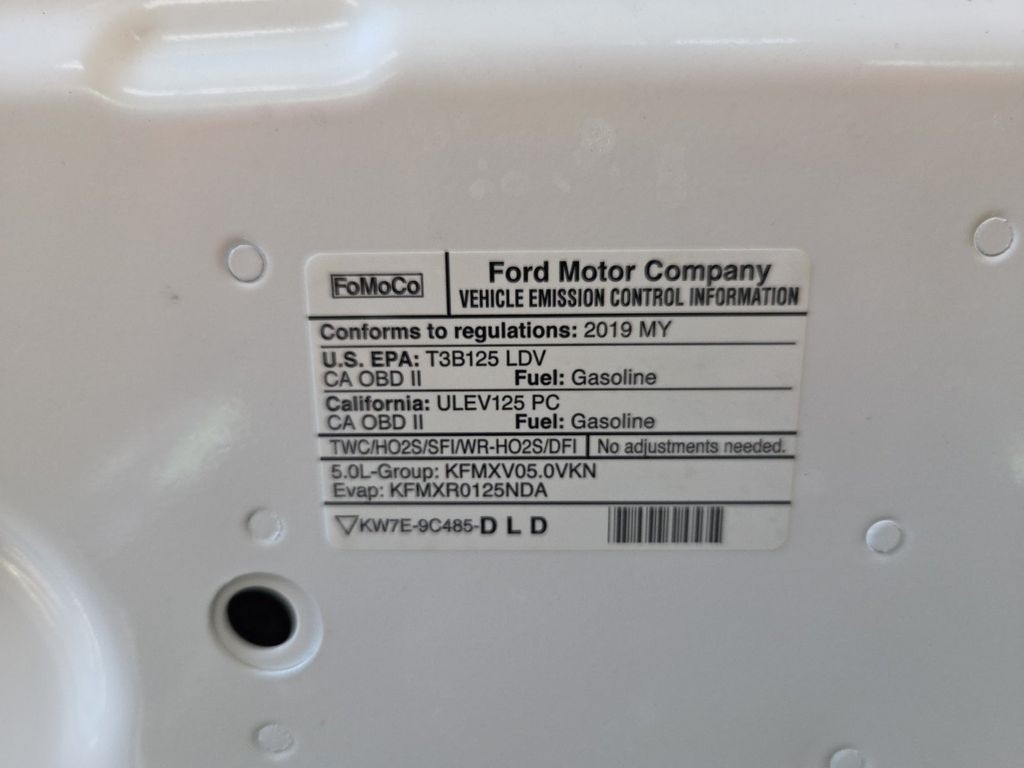 FoMoCo
Ford Motor Company
VEHICLE EMISSION CONTROL INFORMATION
Conforms to regulations: 2019 MY
U.S. EPA: T3B125 LDV
CA OBD II Fuel: Gasoline
California: ULEV125 PC
CA OBD II Fuel: Gasoline
TWC/HO2S/SFI/WR-HO2S/DFI No adjustments needed.
5.0L-Group: KFMXV05.0VKN
Evap: KFMXR0125NDA
KW7E-9C485-D L D